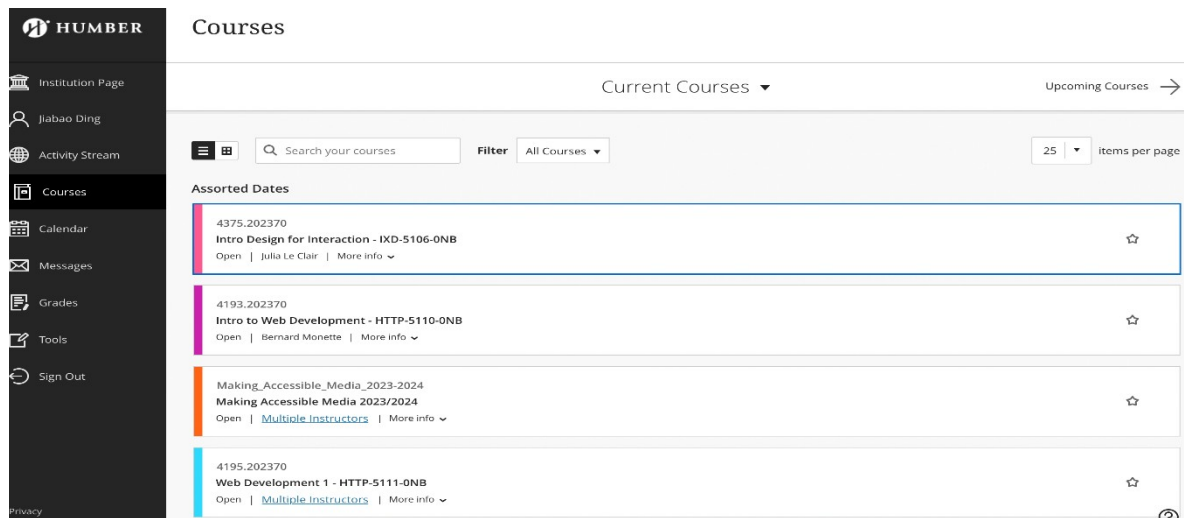 HUMBER
Institution Page
Jiabao Ding
Activity Stream
Courses
Calendar
Messages
Grades
Tools
Sign Out
Privacy
Courses
Current Courses
Upcoming Courses
Search your courses
Filter All Courses
25 items per page
Assorted Dates
4375.202370
Intro Design for Interaction - IXD-5106-0NB
Open | Julia Le Clair | More info
4193.202370
Intro to Web Development - HTTP-5110-0NB
Open | Bernard Monette | More info
Making_Accessible_Media_2023-2024
Making Accessible Media 2023/2024
Open | Multiple Instructors | More info
4195.202370
Web Development 1 - HTTP-5111-0NB
Open | Multiple Instructors | More info